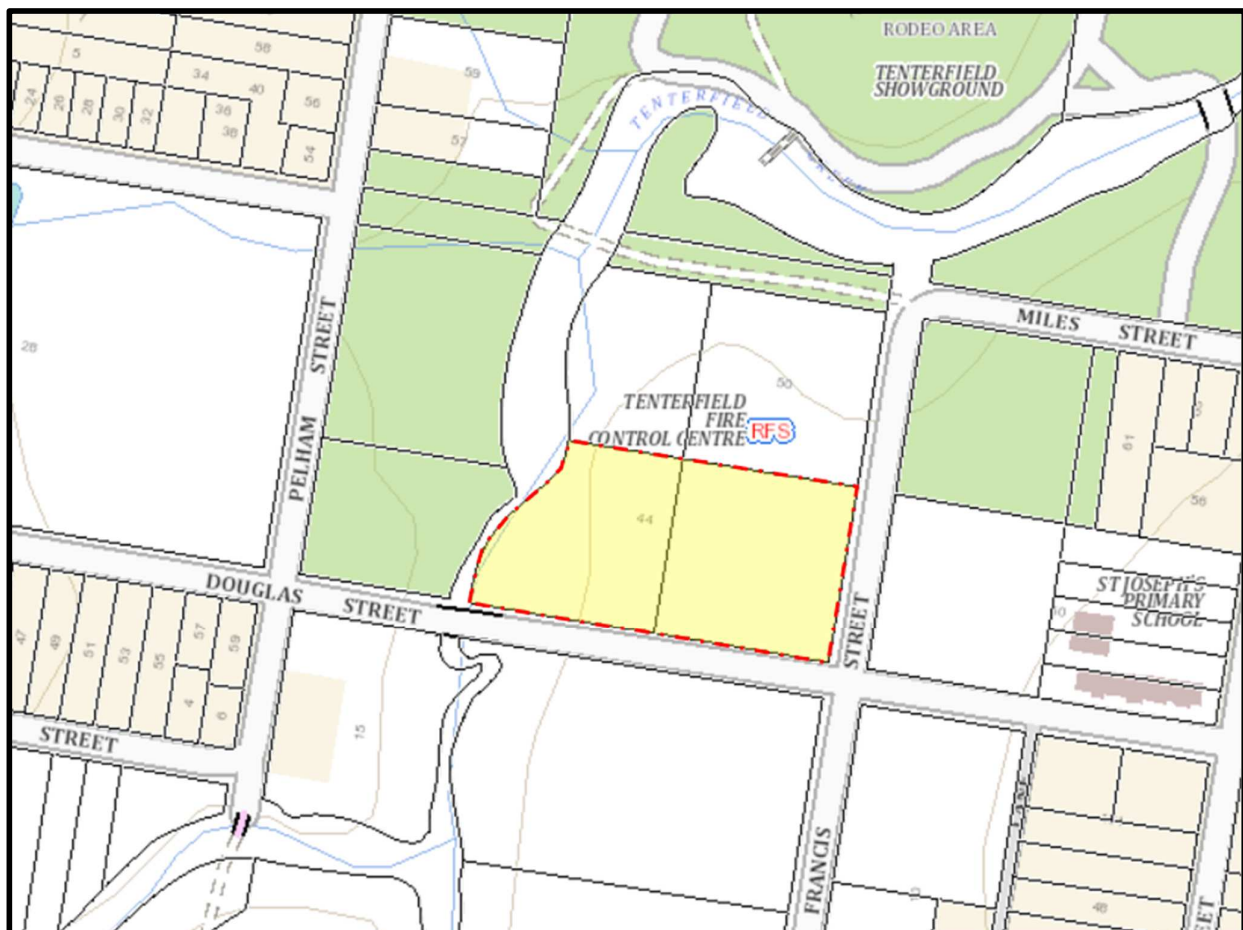 RODEO AREA
TENTERFIELD
SHOWGROUND
58
5
34
40
56
24
26
28
30
32
36
38
54
59
57
TENTERFIELD
28
PELHAM STREET
MILES STREET
50
TENTERFIELD
FIRE
CONTROL CENTRE
RFS
61
56
44
DOUGLAS STREET
STREET
ST JOSEPH'S
PRIMARY
SCHOOL
47
49
51
53
55
57
59
4
6
15
STREET
FRANCIS
LANE
48